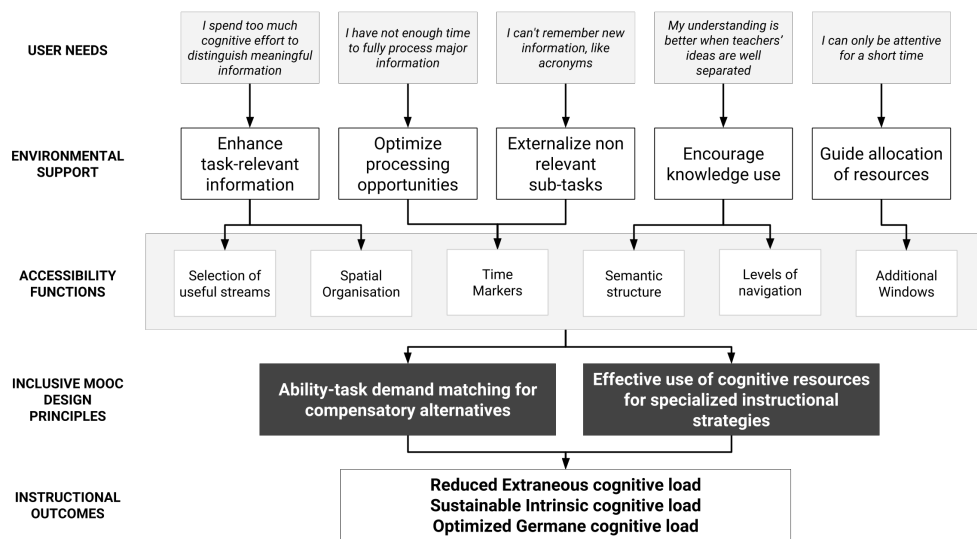 USER NEEDS
I spend too much
cognitive effort to
distinguish meaningful
information
I have not enough time
to fully process major
information
I can't remember new
information, like
acronyms
My understanding is
better when teachers'
ideas are well
separated
I can only be attentive
for a short time
ENVIRONMENTAL
SUPPORT
Enhance
task-relevant
information
Optimize
processing
opportunities
Externalize non
relevant
sub-tasks
Encourage
knowledge use
Guide allocation
of resources
ACCESSIBILITY
FUNCTIONS
Selection of
useful streams
Spatial
Organisation
Time
Markers
Semantic
structure
Levels of
navigation
Additional
Windows
INCLUSIVE MOOC
DESIGN
PRINCIPLES
Ability-task demand matching for
compensatory alternatives
Effective use of cognitive resources
for specialized instructional
strategies
INSTRUCTIONAL
OUTCOMES
Reduced Extraneous cognitive load
Sustainable Intrinsic cognitive load
Optimized Germane cognitive load